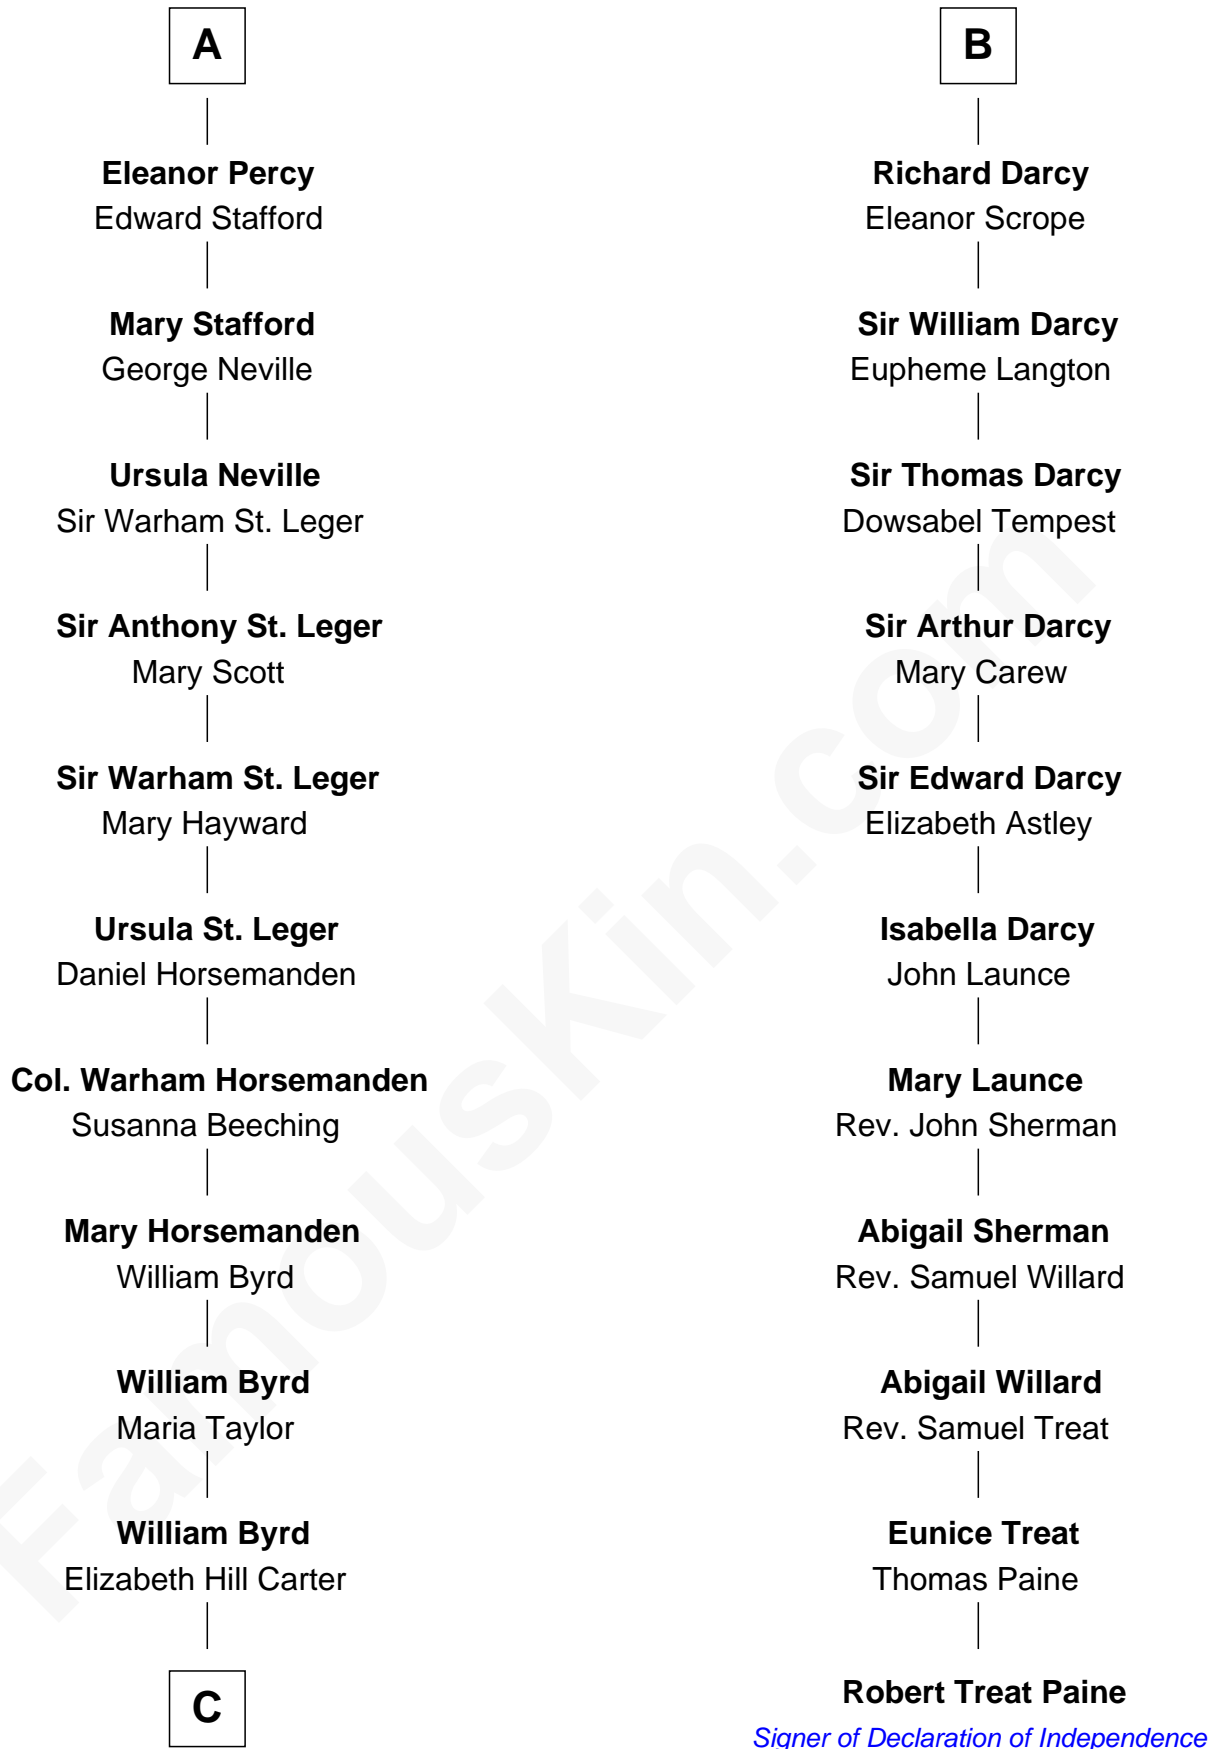 A
Eleanor Percy
Edward Stafford
Mary Stafford
George Neville
Ursula Neville
Sir Warham St. Leger
Sir Anthony St. Leger
Mary Scott
Sir Warham St. Leger
Mary Hayward
Ursula St. Leger
Daniel Horsemanden
Col. Warham Horsemanden
Susanna Beeching
Mary Horsemanden
William Byrd
William Byrd
Maria Taylor
William Byrd
Elizabeth Hill Carter
C
B
Richard Darcy
Eleanor Scrope
Sir William Darcy
Eupheme Langton
Sir Thomas Darcy
Dowsabel Tempest
Sir Arthur Darcy
Mary Carew
Sir Edward Darcy
Elizabeth Astley
Isabella Darcy
John Launce
Mary Launce
Rev. John Sherman
Abigail Sherman
Rev. Samuel Willard
Abigail Willard
Rev. Samuel Treat
Eunice Treat
Thomas Paine
Robert Treat Paine
Signer of Declaration of Independence
FamousKin.com